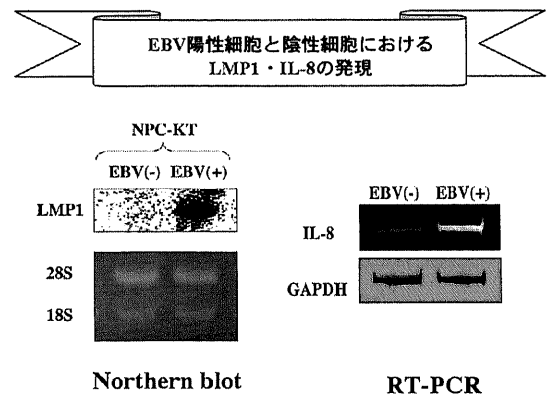 EBV陽性細胞と陰性細胞における
LMP1・IL-8の発現
NPC-KT
EBV(-) EBV(+)
LMP1
28S
18S
Northern blot
EBV(-) EBV(+)
IL-8
GAPDH
RT-PCR